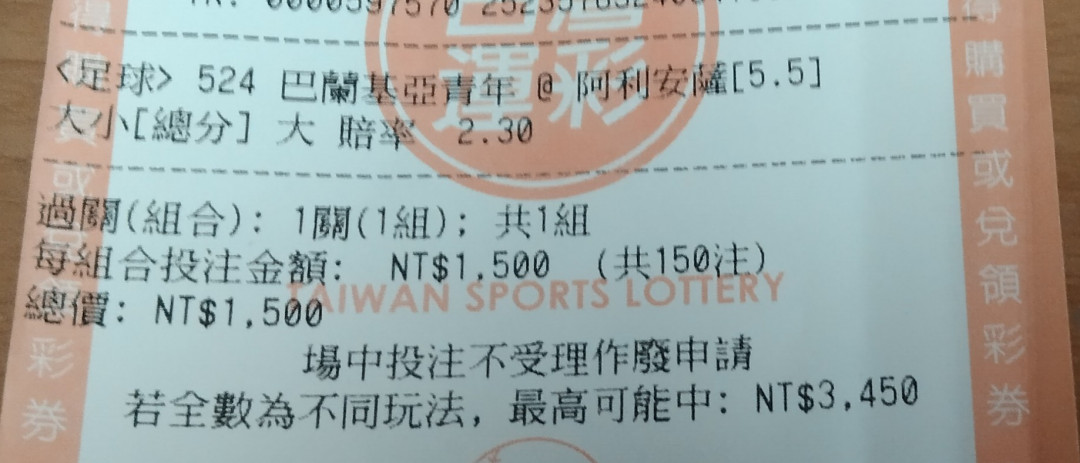 <足球> 524 巴蘭基亞青年 @ 阿利安薩[5.5]
大小[總分] 大 賠率 2.30
過關(組合): 1關(1組); 共1組
每組合投注金額: NT$1,500 (共150注)
總價: NT$1,500
TAIWAN SPORTS LOTTERY
場中投注不受理作廢申請
若全數為不同玩法, 最高可能中: NT$3,450
得購買或兌領彩券
彩券